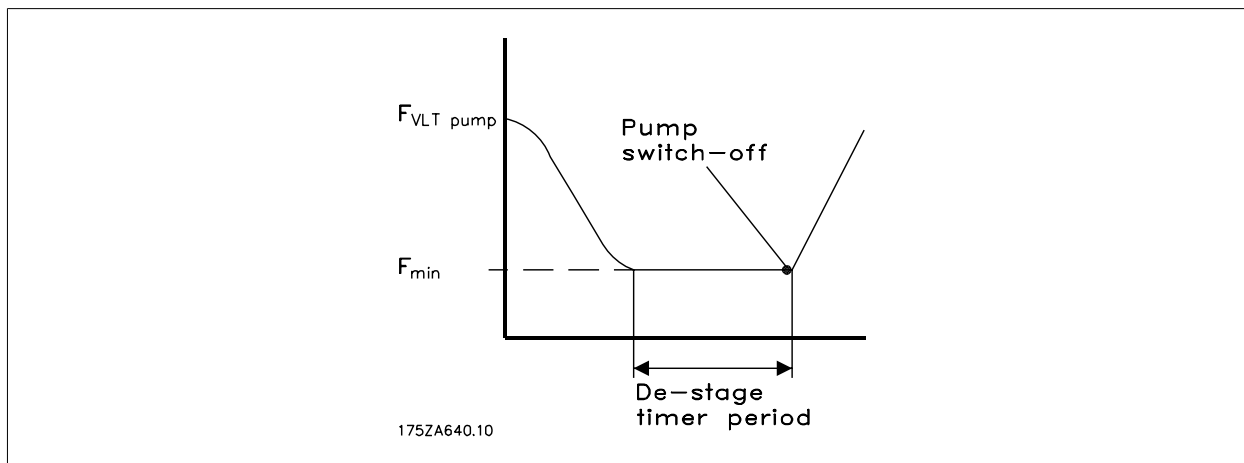 F_VLT pump
Pump
switch-off
F_min
De-stage
timer period
175ZA640.10